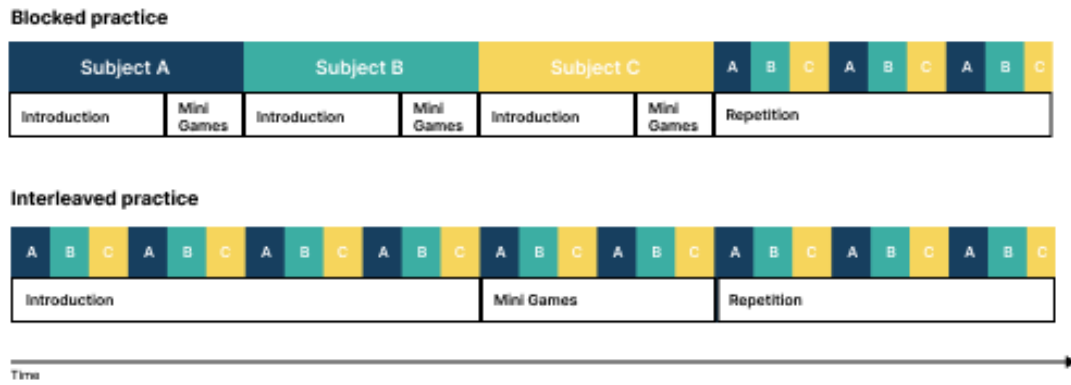 Blocked practice
Subject A Subject B Subject C A B C A B C A B C
Introduction Mini Games Introduction Mini Games Introduction Mini Games Repetition
Interleaved practice
A B C A B C A B C A B C A B C A B C A B C A B C A B C
Introduction Mini Games Repetition
Time